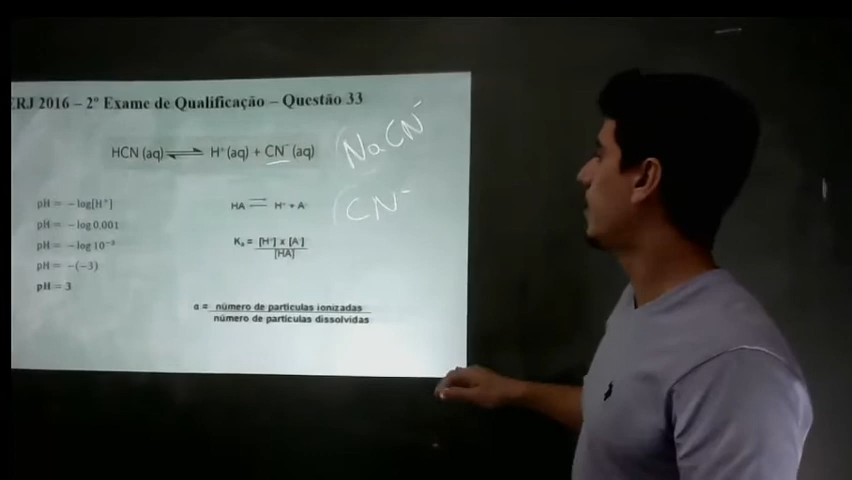 ERJ 2016 – 2º Exame de Qualificação – Questão 33
HCN (aq) ⇌ H⁺(aq) + CN⁻ (aq)
NaCN⁻
CN⁻
pH = -log[H⁺]
pH = -log 0,001
pH = -log 10⁻³
pH = -(-3)
pH = 3
HA ⇌ H⁺ + A⁻
Kₐ = [H⁺] x [A⁻]
[HA]
α = número de partículas ionizadas
número de partículas dissolvidas